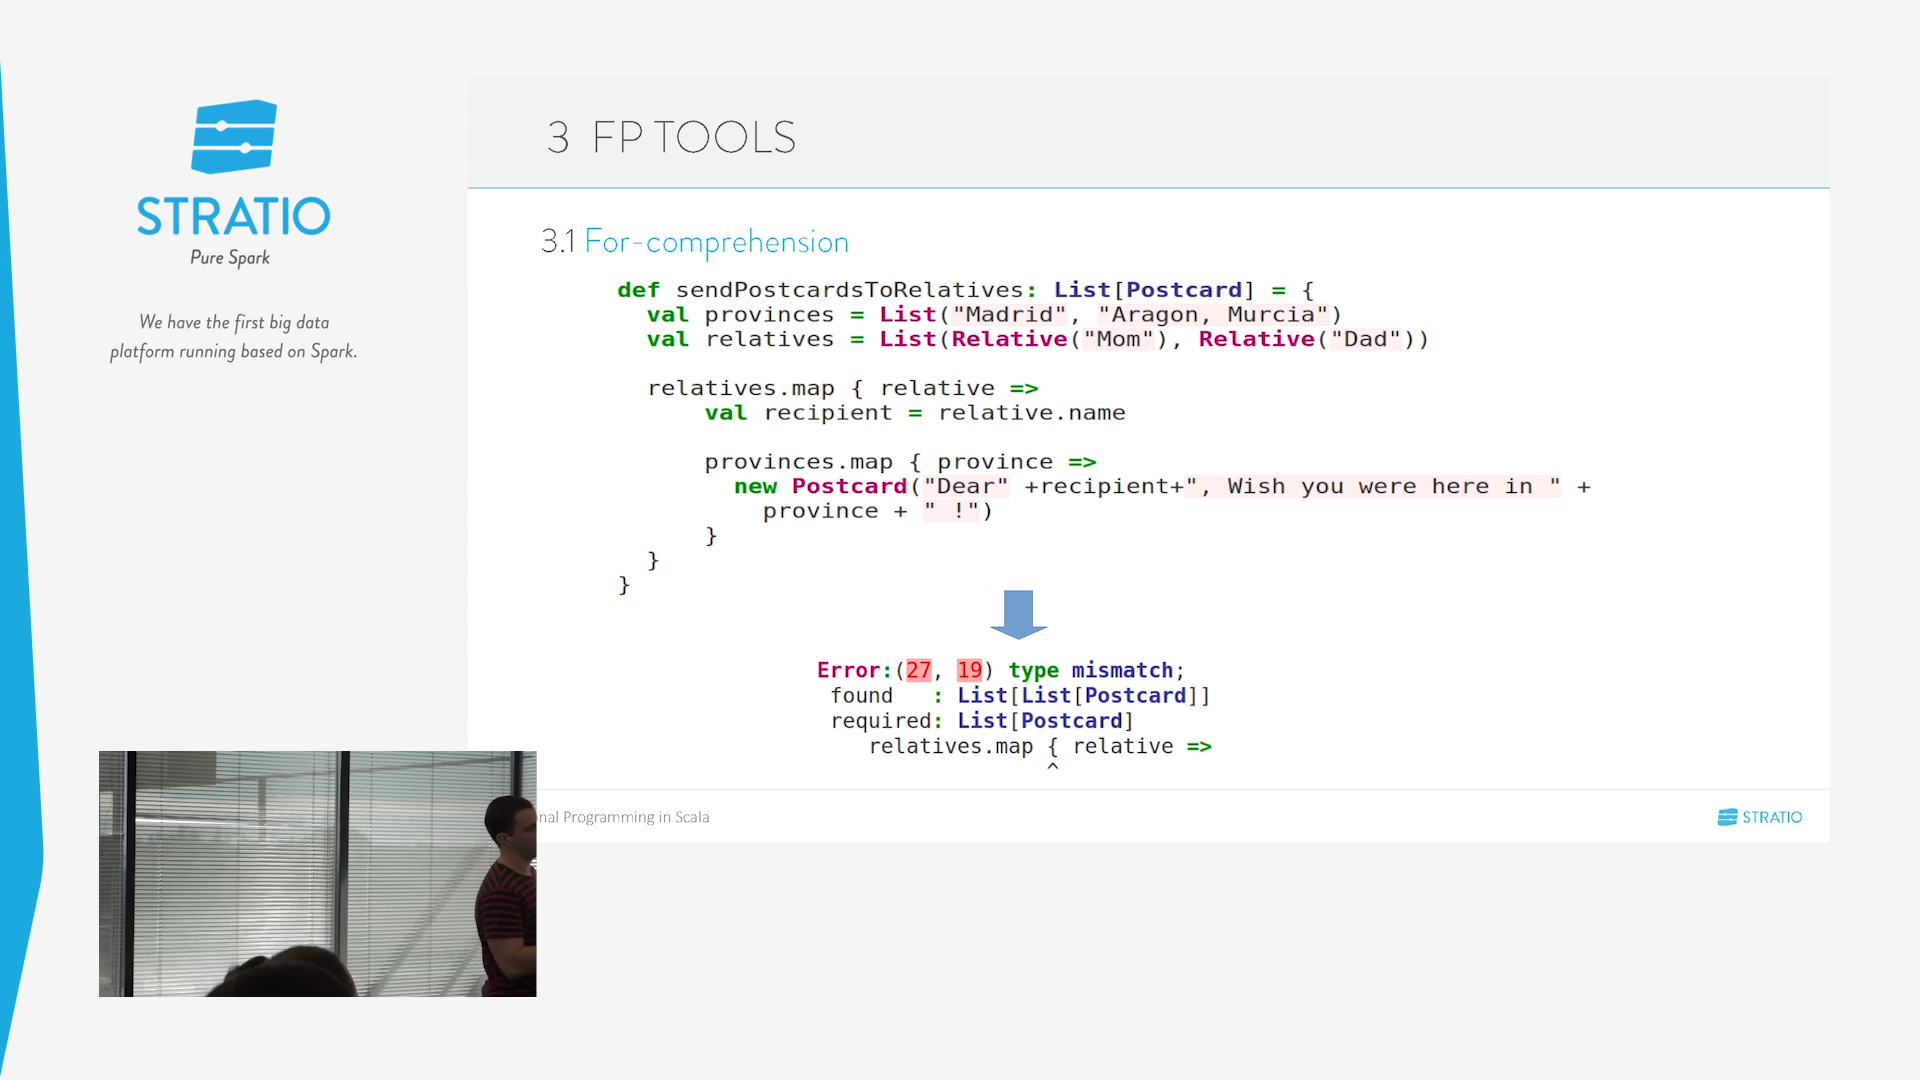 STRATIO
Pure Spark
We have the first big data
platform running based on Spark.
3 FP TOOLS
3.1 For-comprehension
def sendPostcardsToRelatives: List[Postcard] = {
val provinces = List("Madrid", "Aragon, Murcia")
val relatives = List(Relative("Mom"), Relative("Dad"))
relatives.map { relative =>
val recipient = relative.name
provinces.map { province =>
new Postcard("Dear" +recipient+", Wish you were here in " +
province + " !")
}
}
}
Error:(27, 19) type mismatch;
found : List[List[Postcard]]
required: List[Postcard]
relatives.map { relative =>
^
nal Programming in Scala
STRATIO